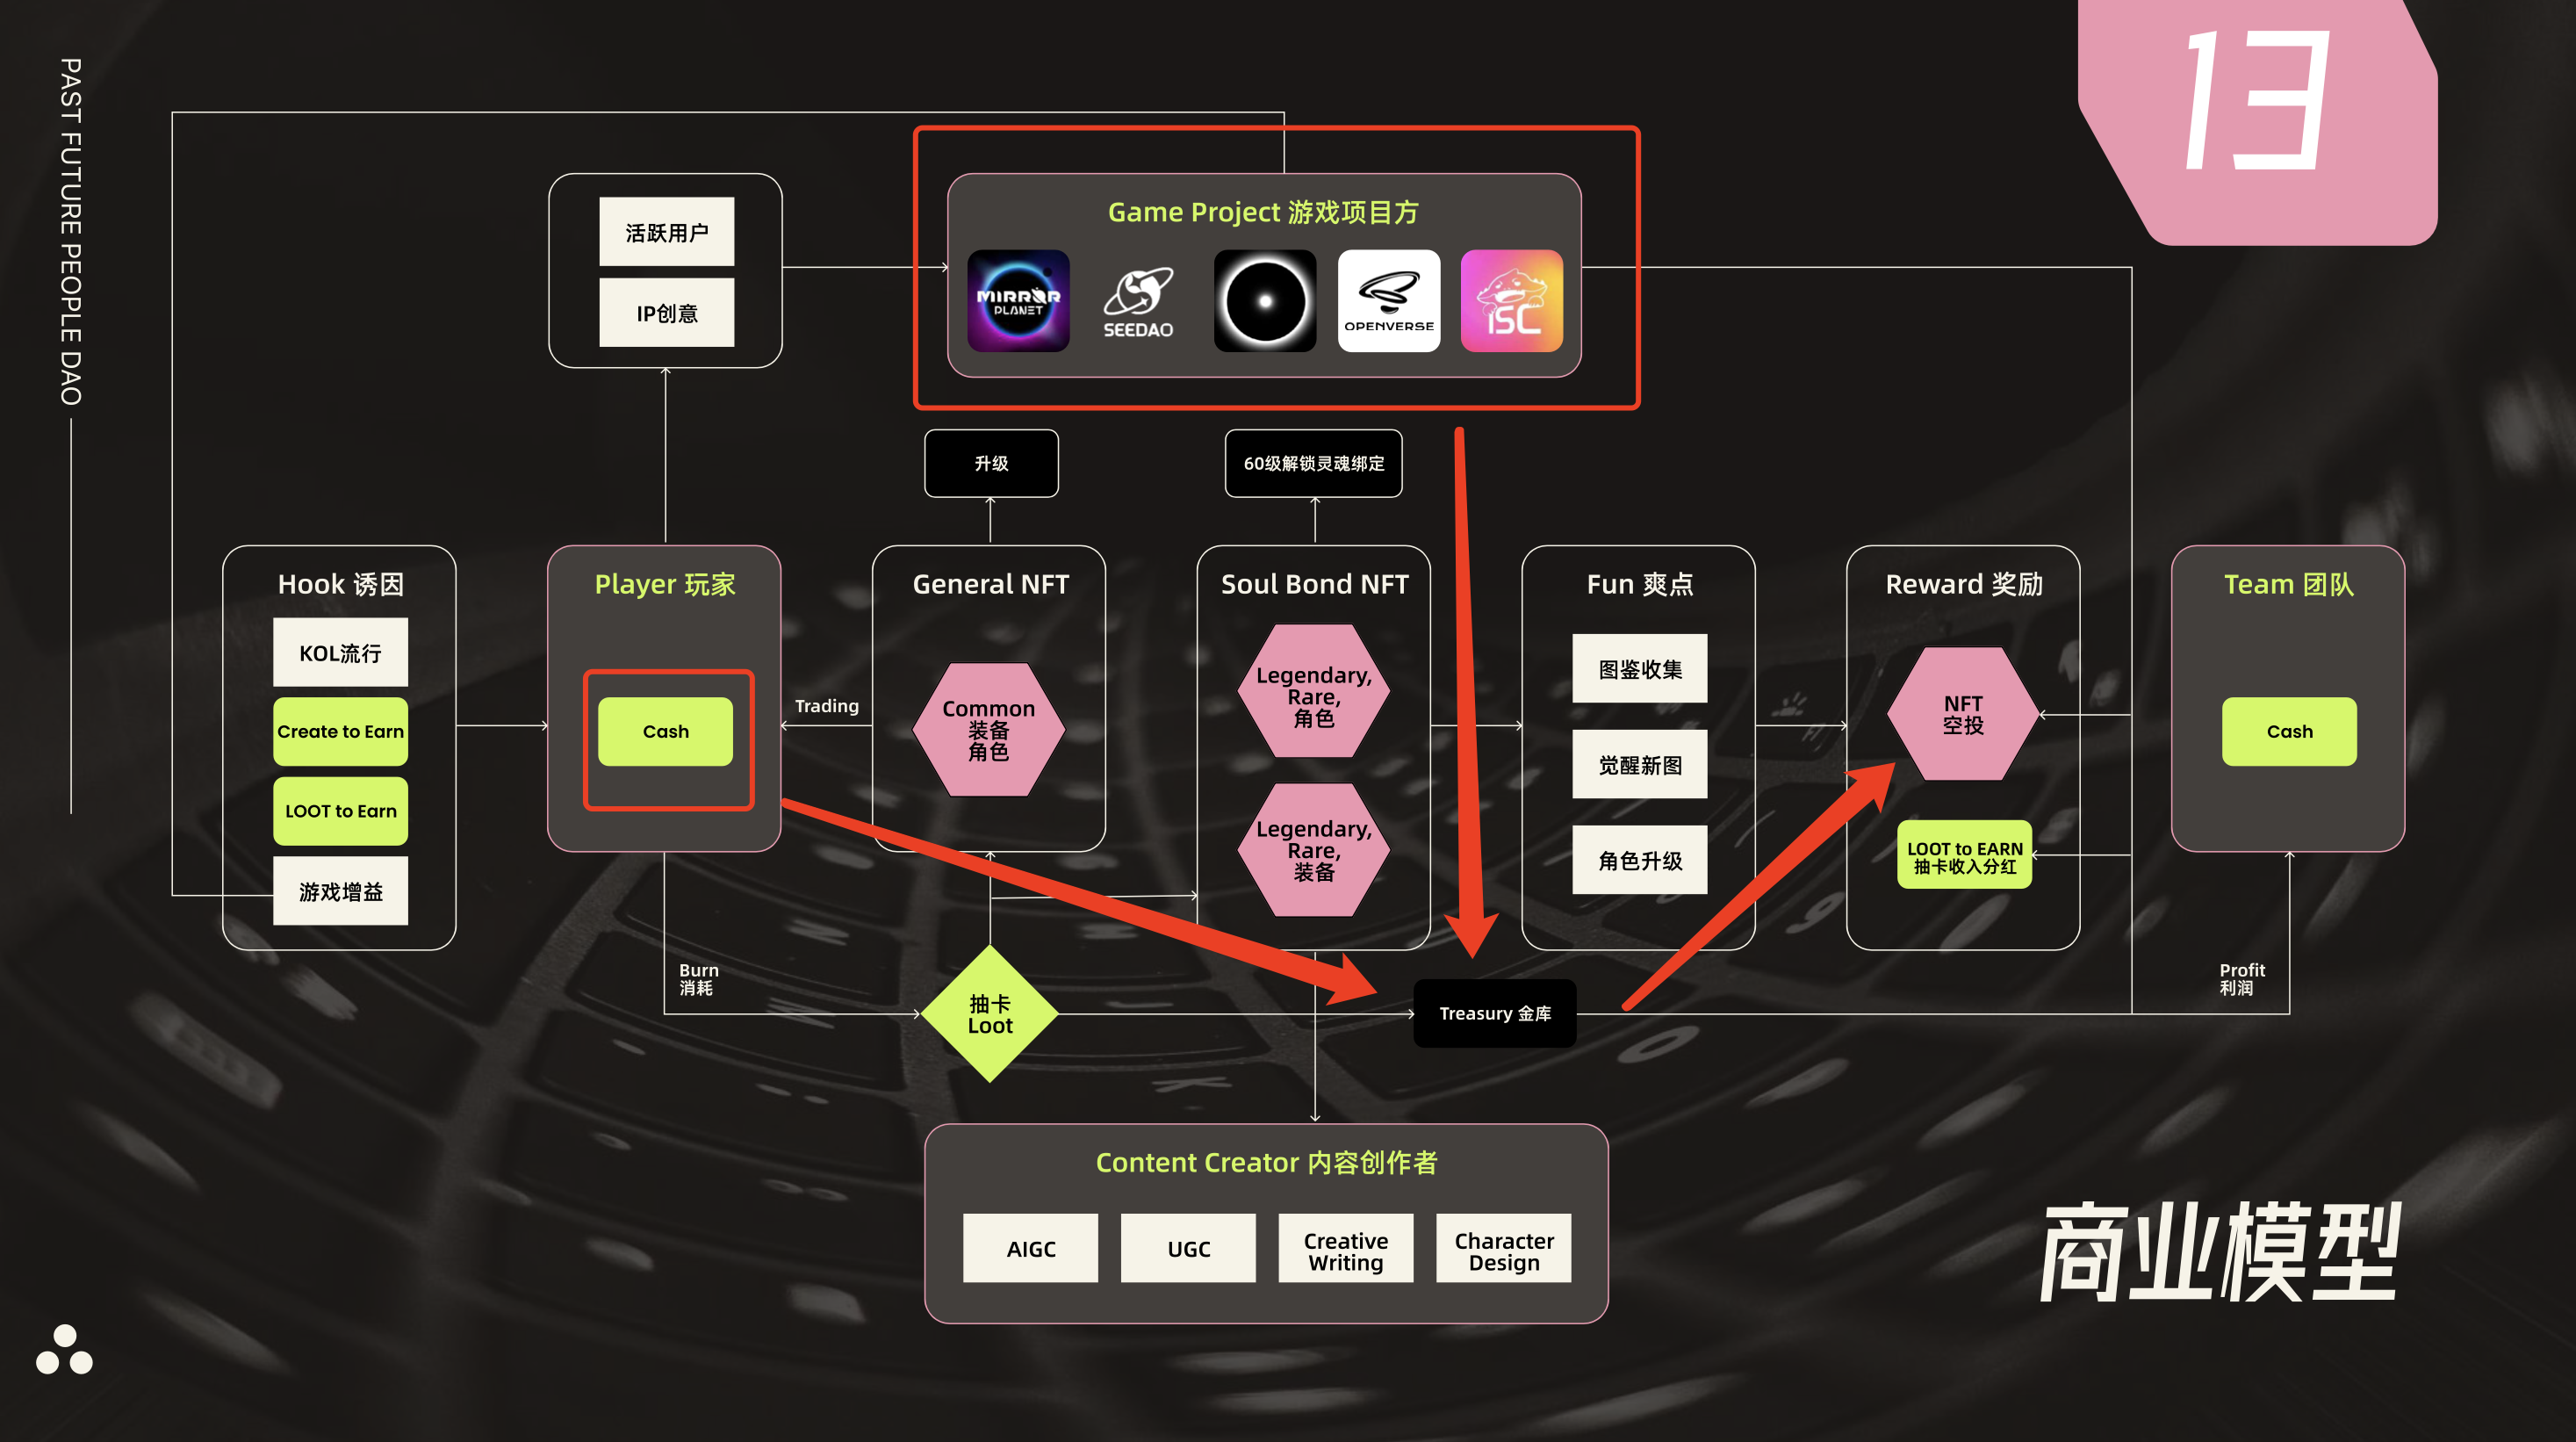 PAST FUTURE PEOPLE DAO
13
活跃用户
IP创意
Game Project 游戏项目方
MIRROR
PLANET
SEEDAO
OPENVERSE
ISC
升级
60级解锁灵魂绑定
Hook 诱因
KOL流行
Create to Earn
LOOT to Earn
游戏增益
Player 玩家
Cash
Trading
General NFT
Common
装备
角色
Soul Bond NFT
Legendary,
Rare,
角色
Legendary,
Rare,
装备
Fun 爽点
图鉴收集
觉醒新图
角色升级
Reward 奖励
NFT
空投
LOOT to EARN
抽卡收入分红
Team 团队
Cash
Burn
消耗
抽卡
Loot
Treasury 金库
Profit
利润
Content Creator 内容创作者
AIGC
UGC
Creative
Writing
Character
Design
商业模型